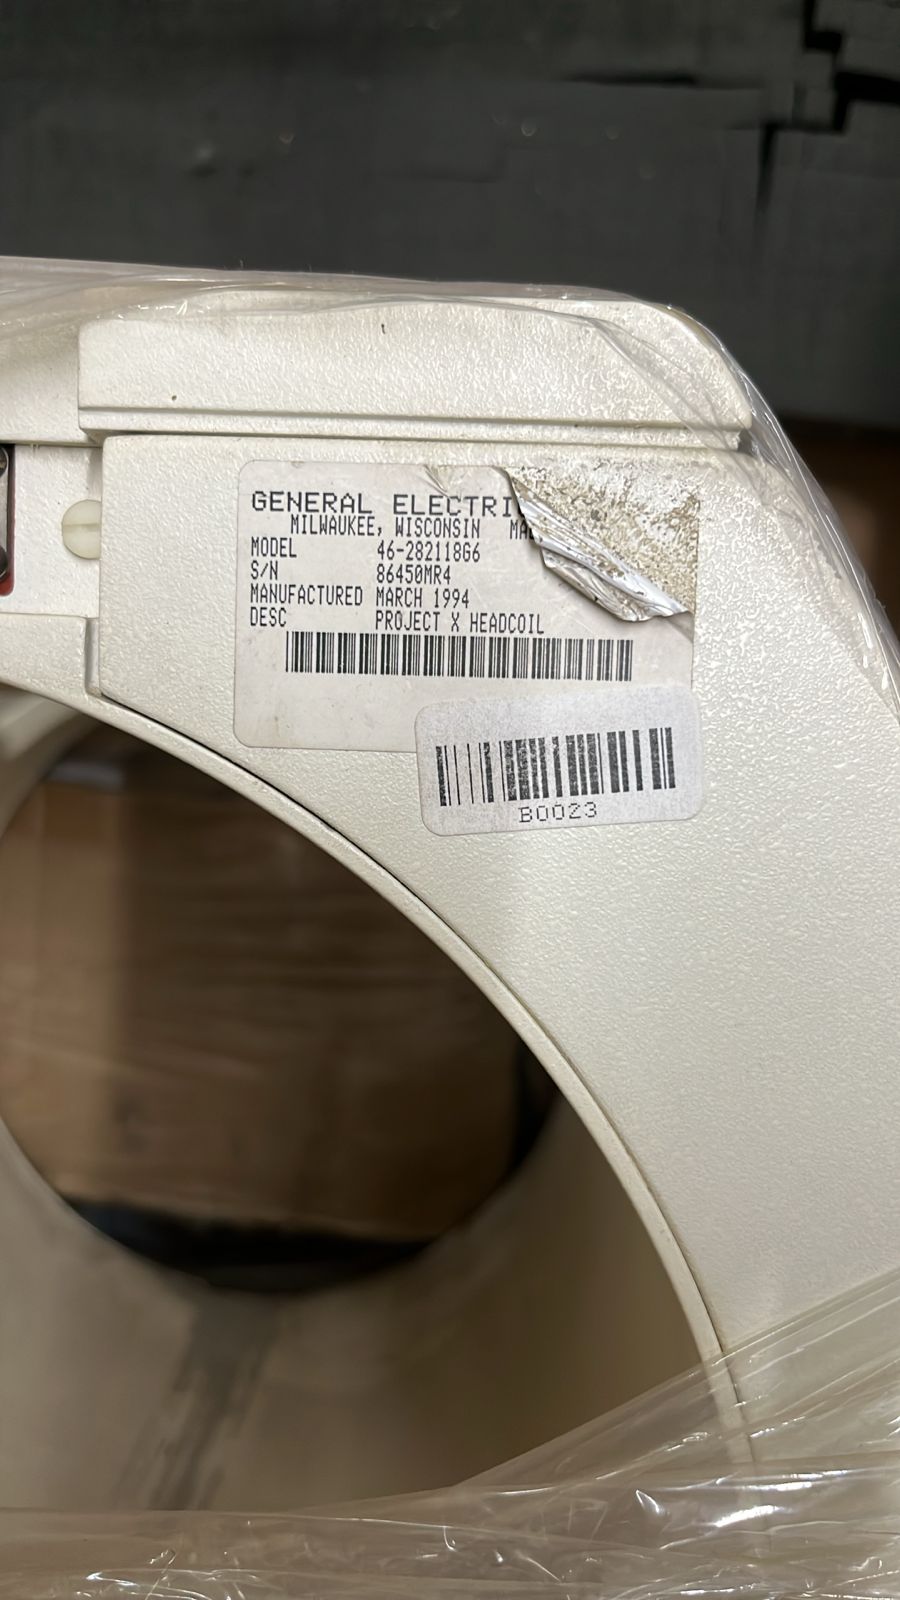 GENERAL ELECTRI
MILWAUKEE, WISCONSIN
MODEL 46-282118G6
S/N 86450MR4
MANUFACTURED MARCH 1994
DESC PROJECT X HEADCOIL
B0023